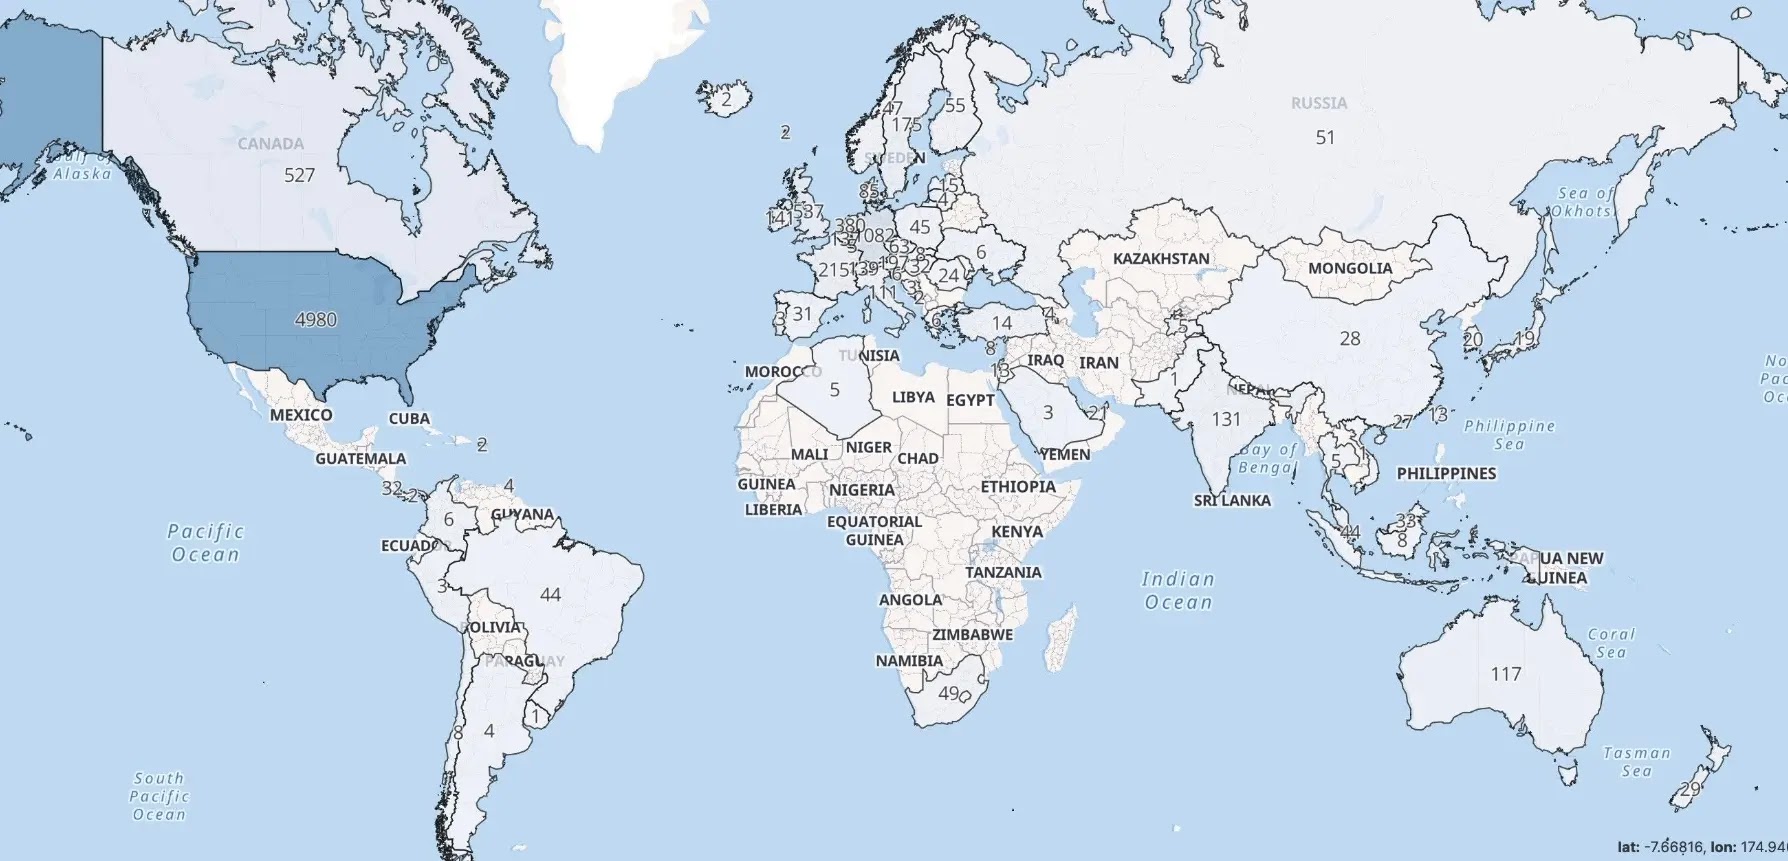 2
RUSSIA
51
47
55
175
SWEDEN
CANADA
527
Gulf of
Alaska
Sea of
Okhotsk
85
15
4
141
537
380
1082
45
63
6
197
32
24
215
139
111
2
3
31
6
14
4
8
13
4980
KAZAKHSTAN
MONGOLIA
5
28
20
19
TUNISIA
MOROCCO
5
IRAQ
IRAN
LIBYA
EGYPT
3
21
1
NEPAL
131
27
13
Philippine
Sea
MEXICO
CUBA
2
GUATEMALA
MALI
NIGER
CHAD
YEMEN
Bay of
Bengal
5
PHILIPPINES
32
2
4
GUINEA
NIGERIA
ETHIOPIA
SRI LANKA
LIBERIA
6
GUYANA
EQUATORIAL
GUINEA
KENYA
44
33
8
Pacific
Ocean
ECUADOR
PAPUA NEW
GUINEA
3
44
TANZANIA
Indian
Ocean
ANGOLA
BOLIVIA
ZIMBABWE
Coral
Sea
PARAGUAY
NAMIBIA
49
117
1
8
4
Tasman
Sea
29
South
Pacific
Ocean
lat: -7.66816, lon: 174.94